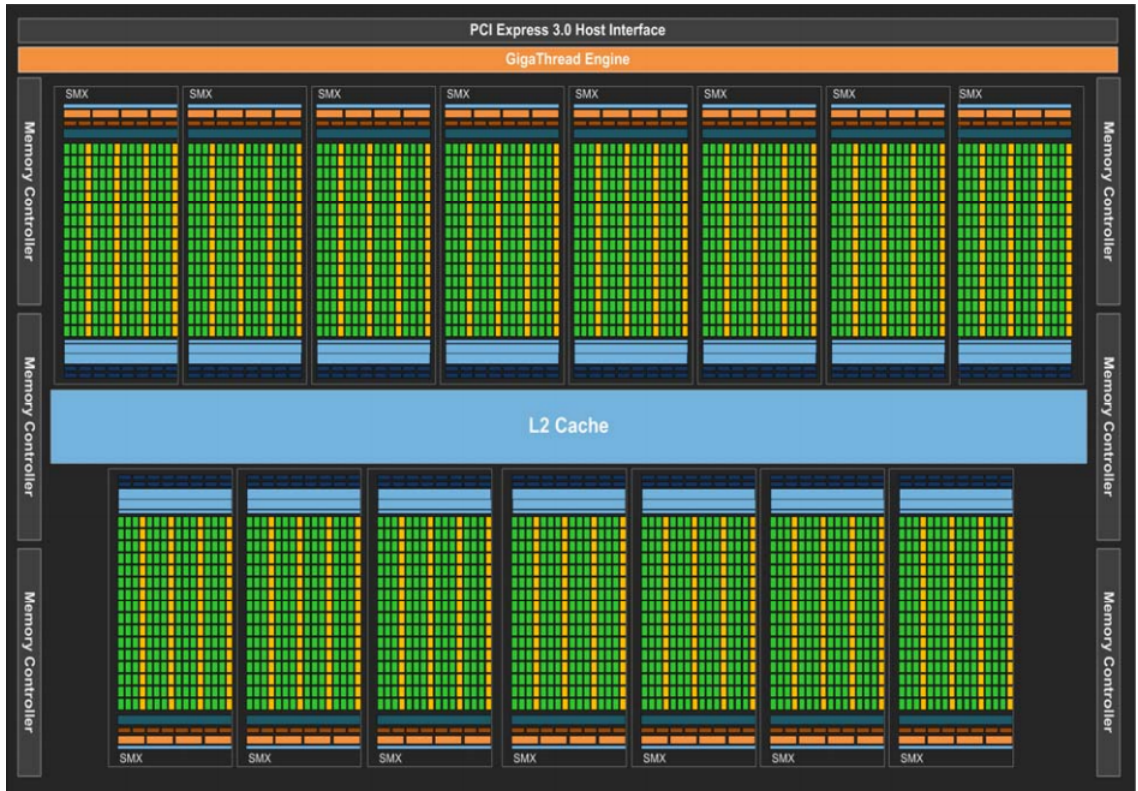 PCI Express 3.0 Host Interface
GigaThread Engine
SMX
SMX
SMX
SMX
SMX
SMX
SMX
SMX
Memory Controller
Memory Controller
L2 Cache
Memory Controller
Memory Controller
Memory Controller
Memory Controller
SMX
SMX
SMX
SMX
SMX
SMX
SMX